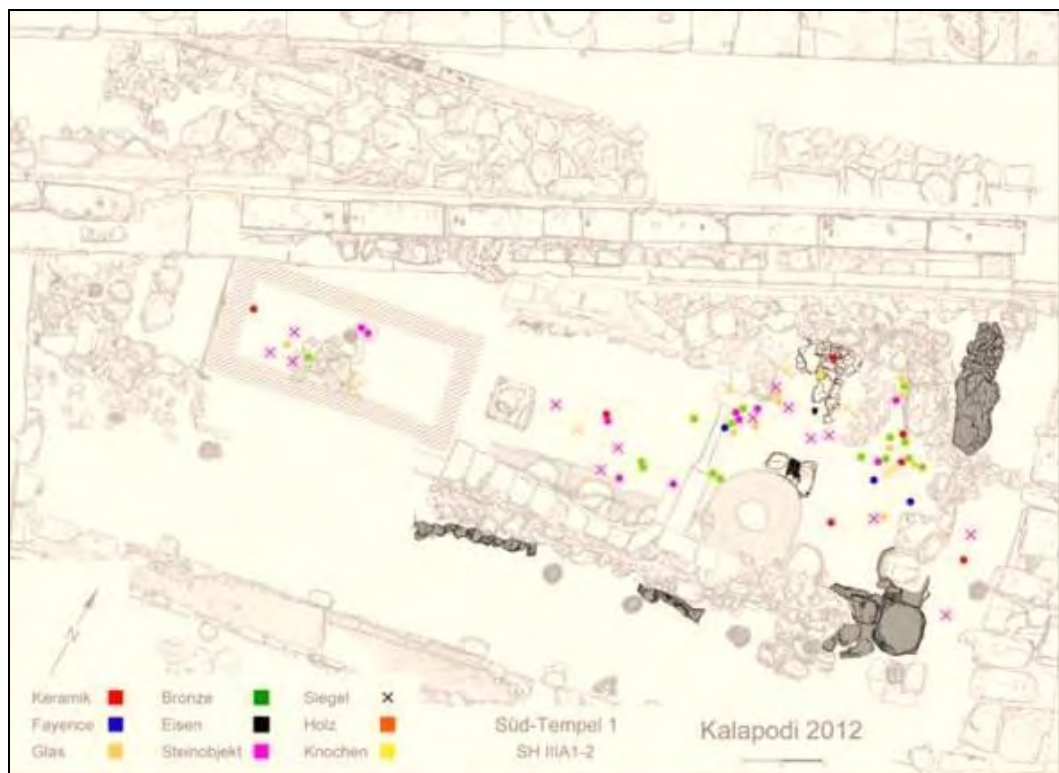 N
Keramik Bronze Siegel
Fayence Eisen Holz
Glas Steinobjekt Knochen
Süd-Tempel 1
SH IIIA1-2
Kalapodi 2012